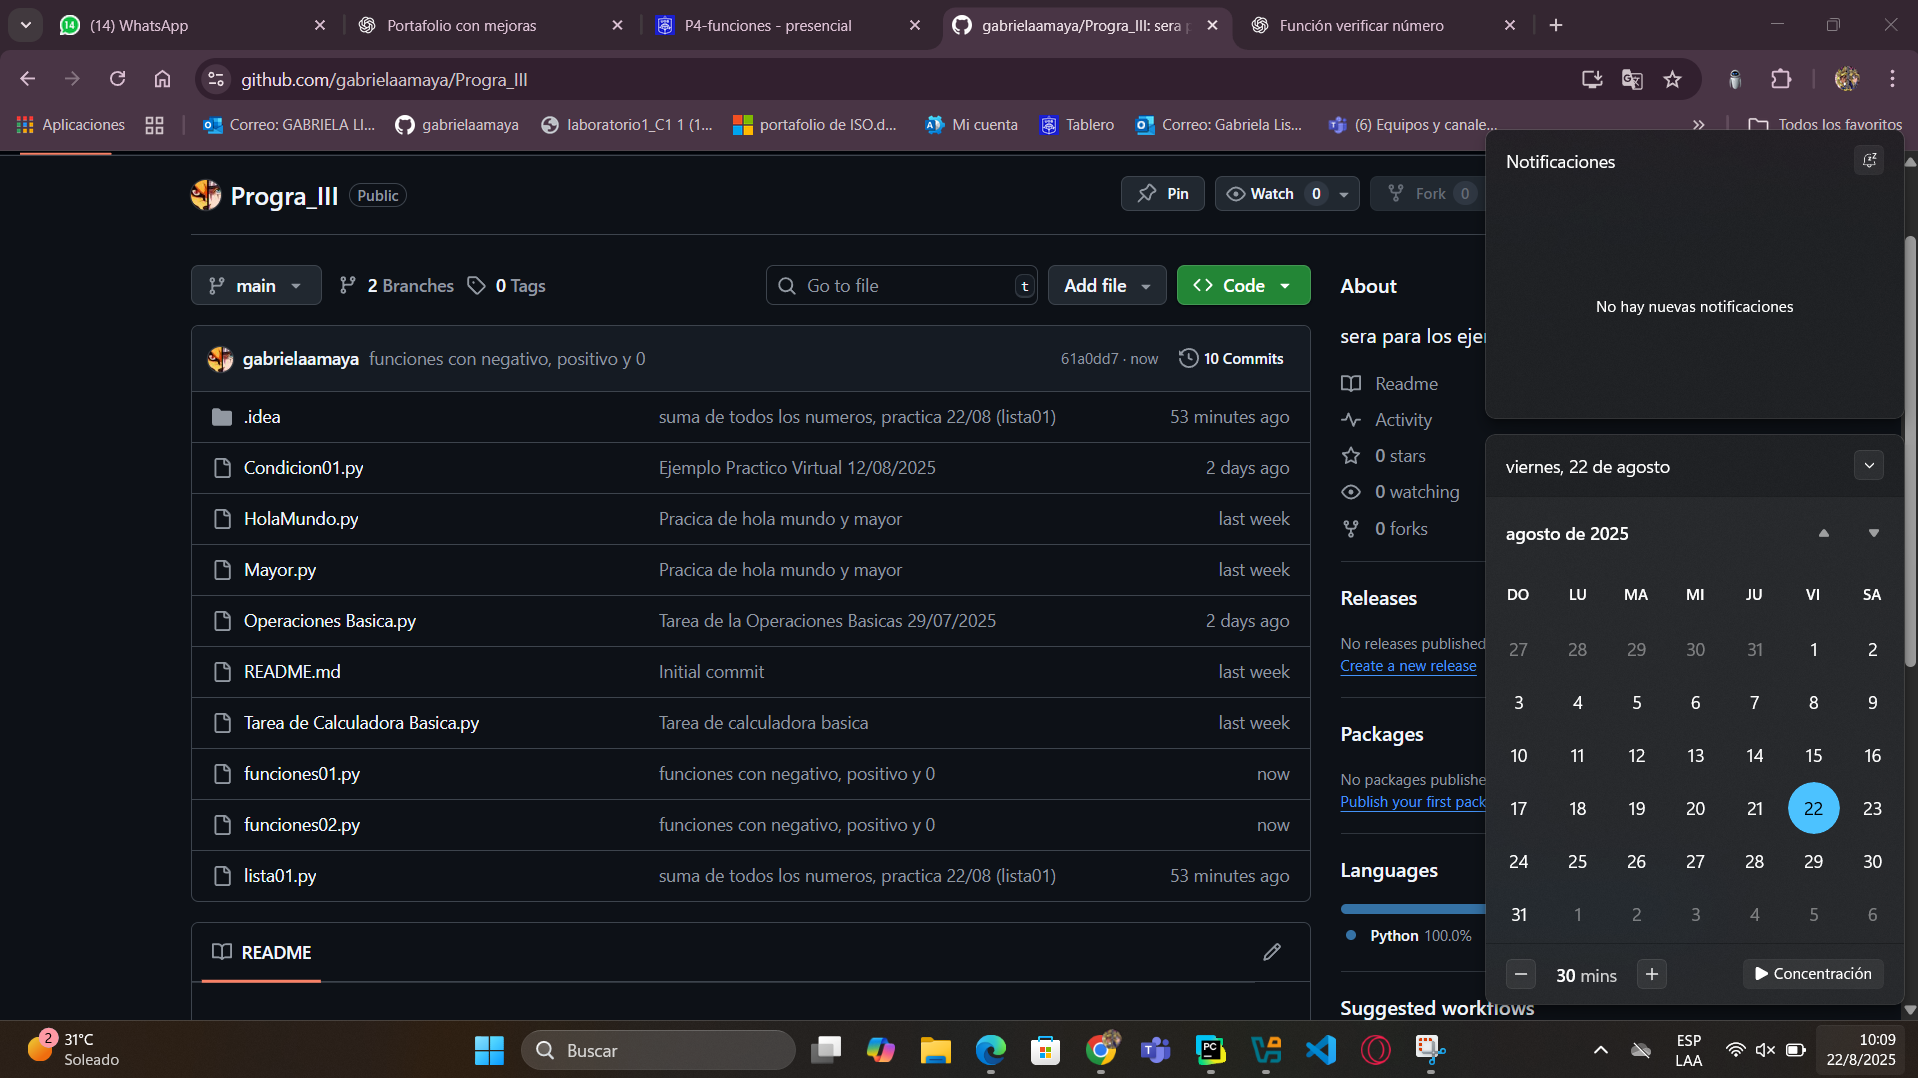 (14) WhatsApp
Portafolio con mejoras
P4-funciones - presencial
gabrielaamaya/Progra_III: sera p
Función verificar número
github.com/gabrielaamaya/Progra_III
Aplicaciones
Correo: GABRIELA LI...
gabrielaamaya
laboratorio1_C1 1 (1...
portafolio de ISO.d...
Mi cuenta
Tablero
Correo: Gabriela Lis...
(6) Equipos y canale...
»
Todos los favoritos
Progra_III
Public
Pin
Watch 0
Fork 0
main
2 Branches
0 Tags
Go to file
t
Add file
Code
gabrielaamaya funciones con negativo, positivo y 0 61a0dd7 · now 10 Commits
.idea suma de todos los numeros, practica 22/08 (lista01) 53 minutes ago
Condicion01.py Ejemplo Practico Virtual 12/08/2025 2 days ago
HolaMundo.py Pracica de hola mundo y mayor last week
Mayor.py Pracica de hola mundo y mayor last week
Operaciones Basica.py Tarea de la Operaciones Basicas 29/07/2025 2 days ago
README.md Initial commit last week
Tarea de Calculadora Basica.py Tarea de calculadora basica last week
funciones01.py funciones con negativo, positivo y 0 now
funciones02.py funciones con negativo, positivo y 0 now
lista01.py suma de todos los numeros, practica 22/08 (lista01) 53 minutes ago
README
About
sera para los ejer
Readme
Activity
0 stars
0 watching
0 forks
Releases
No releases published
Create a new release
Packages
No packages publishe
Publish your first pack
Languages
Python 100.0%
Suggested workflows
Notificaciones
No hay nuevas notificaciones
viernes, 22 de agosto
agosto de 2025
DO LU MA MI JU VI SA
27 28 29 30 31 1 2
3 4 5 6 7 8 9
10 11 12 13 14 15 16
17 18 19 20 21 22 23
24 25 26 27 28 29 30
31 1 2 3 4 5 6
30 mins
Concentración
2
31°C
Soleado
Buscar
ESP
LAA
10:09
22/8/2025